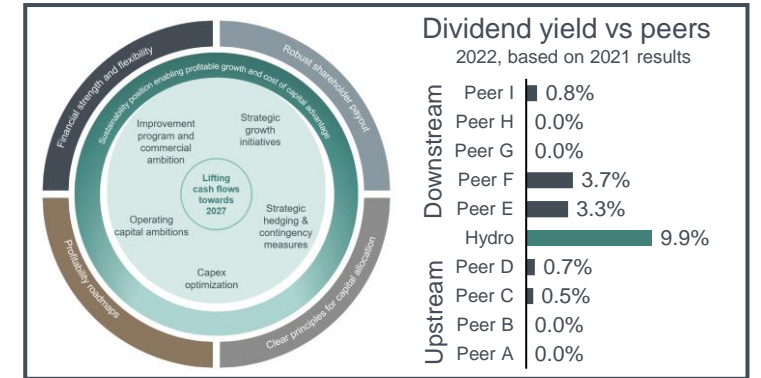 Financial strength and flexibility
Robust shareholder payout
Sustainability position enabling profitable growth and cost of capital advantage
Improvement
program and
commercial
ambition
Strategic
growth
initiatives
Lifting
cash flows
towards
2027
Operating
capital ambitions
Strategic
hedging &
contingency
measures
Capex
optimization
Profitability roadmaps
Clear principles for capital allocation
Dividend yield vs peers
2022, based on 2021 results
Downstream
Peer I 0.8%
Peer H 0.0%
Peer G 0.0%
Peer F 3.7%
Peer E 3.3%
Hydro 9.9%
Upstream
Peer D 0.7%
Peer C 0.5%
Peer B 0.0%
Peer A 0.0%